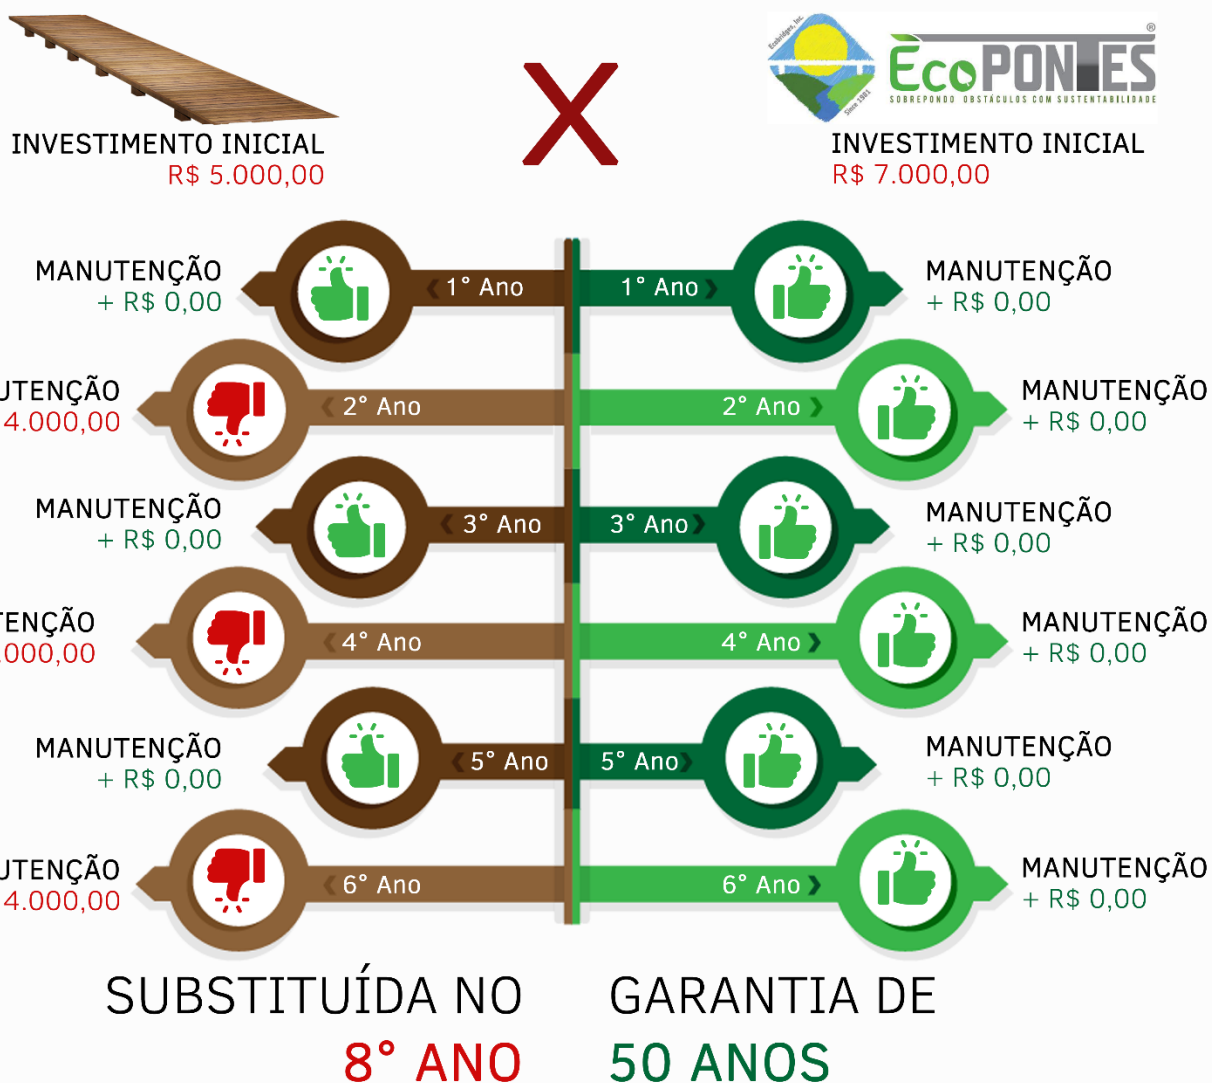 Ecobridges, Inc.
Since 1981
EcoPONTES®
SOBREPONDO OBSTÁCULOS COM SUSTENTABILIDADE
X
INVESTIMENTO INICIAL
R$ 5.000,00
INVESTIMENTO INICIAL
R$ 7.000,00
MANUTENÇÃO
+ R$ 0,00
1° Ano
1° Ano
MANUTENÇÃO
+ R$ 0,00
UTENÇÃO
4.000,00
2° Ano
2° Ano
MANUTENÇÃO
+ R$ 0,00
MANUTENÇÃO
+ R$ 0,00
3° Ano
3° Ano
MANUTENÇÃO
+ R$ 0,00
TENÇÃO
.000,00
4° Ano
4° Ano
MANUTENÇÃO
+ R$ 0,00
MANUTENÇÃO
+ R$ 0,00
5° Ano
5° Ano
MANUTENÇÃO
+ R$ 0,00
UTENÇÃO
4.000,00
6° Ano
6° Ano
MANUTENÇÃO
+ R$ 0,00
SUBSTITUÍDA NO
8° ANO
GARANTIA DE
50 ANOS